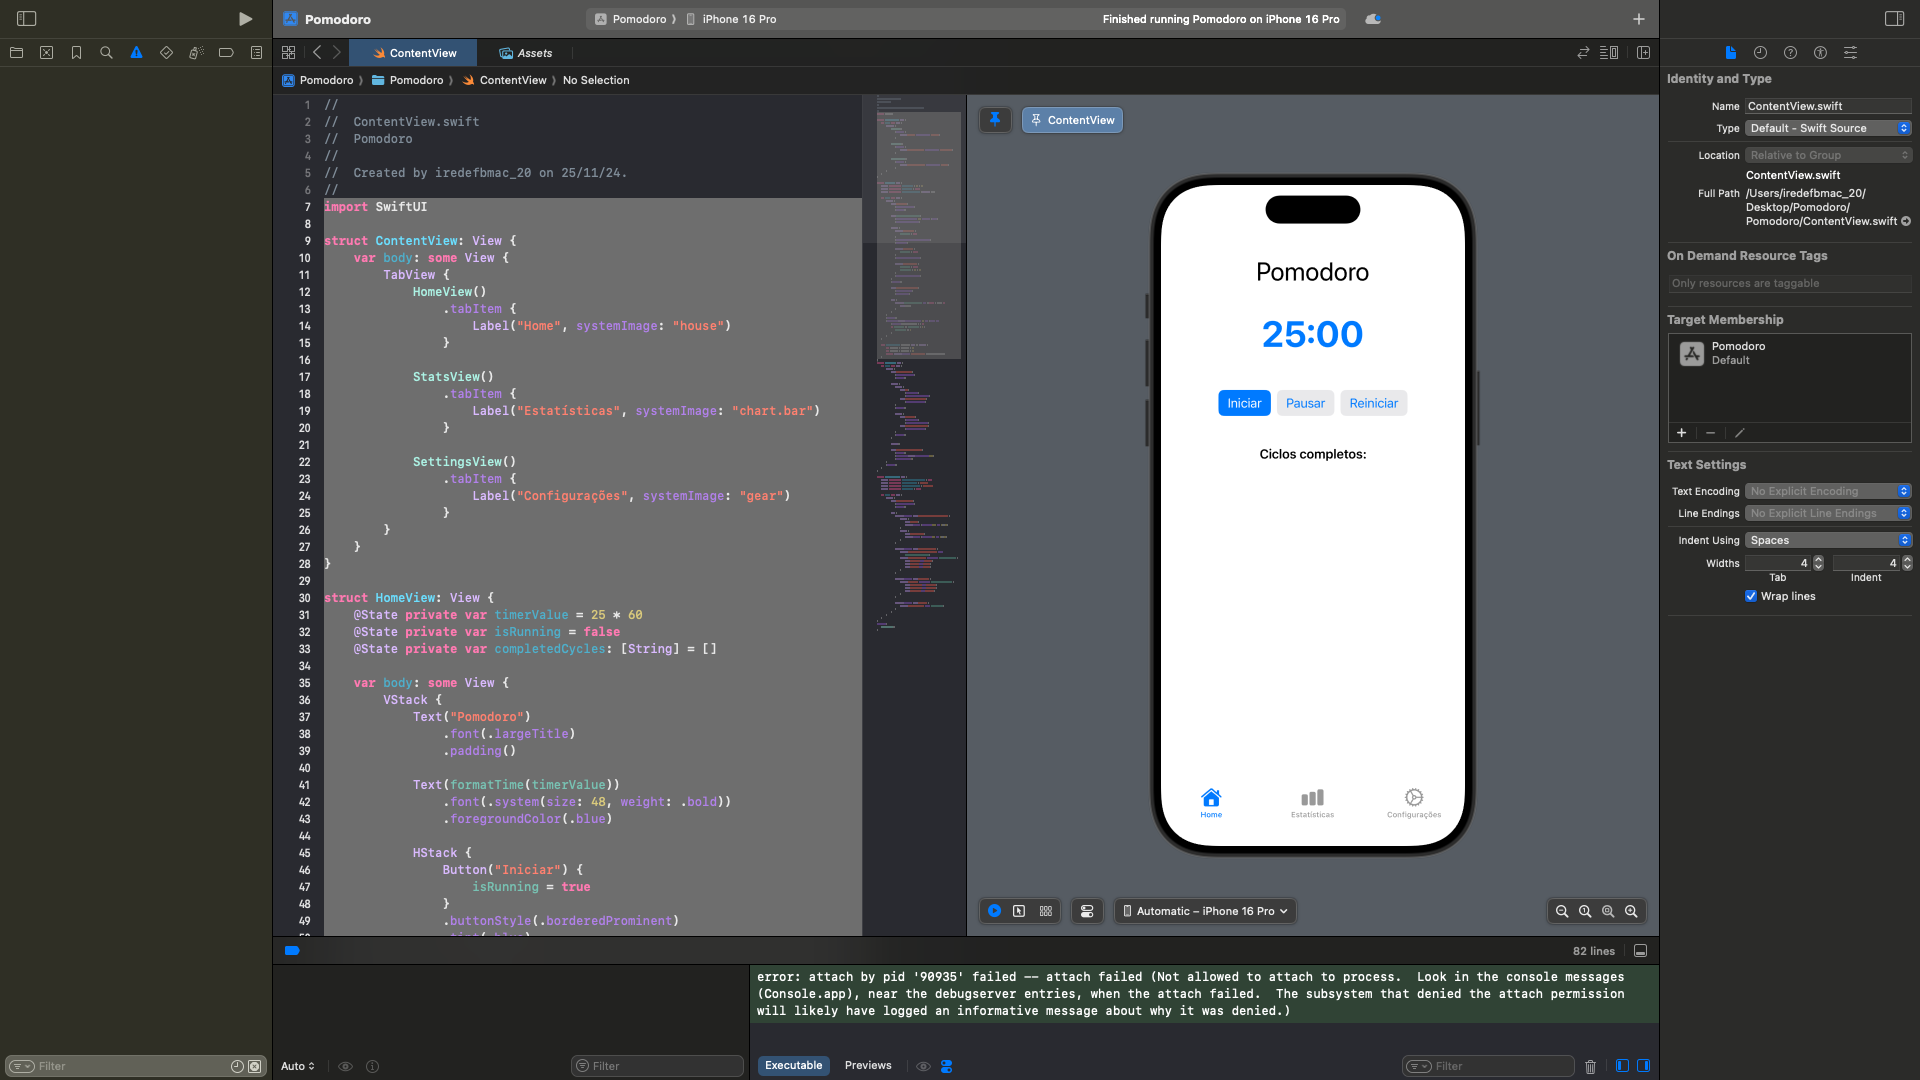 Pomodoro
Pomodoro
iPhone 16 Pro
Finished running Pomodoro on iPhone 16 Pro
ContentView
Assets
Pomodoro
Pomodoro
ContentView
No Selection
1 //
2 //  ContentView.swift
3 //  Pomodoro
4 //
5 //  Created by iredefbmac_20 on 25/11/24.
6 //
7 import SwiftUI
8
9 struct ContentView: View {
10     var body: some View {
11         TabView {
12             HomeView()
13                 .tabItem {
14                     Label("Home", systemImage: "house")
15                 }
16
17             StatsView()
18                 .tabItem {
19                     Label("Estatísticas", systemImage: "chart.bar")
20                 }
21
22             SettingsView()
23                 .tabItem {
24                     Label("Configurações", systemImage: "gear")
25                 }
26         }
27     }
28 }
29
30 struct HomeView: View {
31     @State private var timerValue = 25 * 60
32     @State private var isRunning = false
33     @State private var completedCycles: [String] = []
34
35     var body: some View {
36         VStack {
37             Text("Pomodoro")
38                 .font(.largeTitle)
39                 .padding()
40
41             Text(formatTime(timerValue))
42                 .font(.system(size: 48, weight: .bold))
43                 .foregroundColor(.blue)
44
45             HStack {
46                 Button("Iniciar") {
47                     isRunning = true
48                 }
49                 .buttonStyle(.borderedProminent)
ContentView
Pomodoro
25:00
Iniciar
Pausar
Reiniciar
Ciclos completos:
Home
Estatísticas
Configurações
Automatic – iPhone 16 Pro
82 lines
error: attach by pid '90935' failed -- attach failed (Not allowed to attach to process.  Look in the console messages
(Console.app), near the debugserver entries, when the attach failed.  The subsystem that denied the attach permission
will likely have logged an informative message about why it was denied.)
Filter
Auto
Filter
Executable
Previews
Filter
Identity and Type
Name ContentView.swift
Type Default - Swift Source
Location Relative to Group
ContentView.swift
Full Path /Users/iredefbmac_20/
Desktop/Pomodoro/
Pomodoro/ContentView.swift
On Demand Resource Tags
Only resources are taggable
Target Membership
Pomodoro
Default
Text Settings
Text Encoding No Explicit Encoding
Line Endings No Explicit Line Endings
Indent Using Spaces
Widths 4 4
Tab Indent
Wrap lines